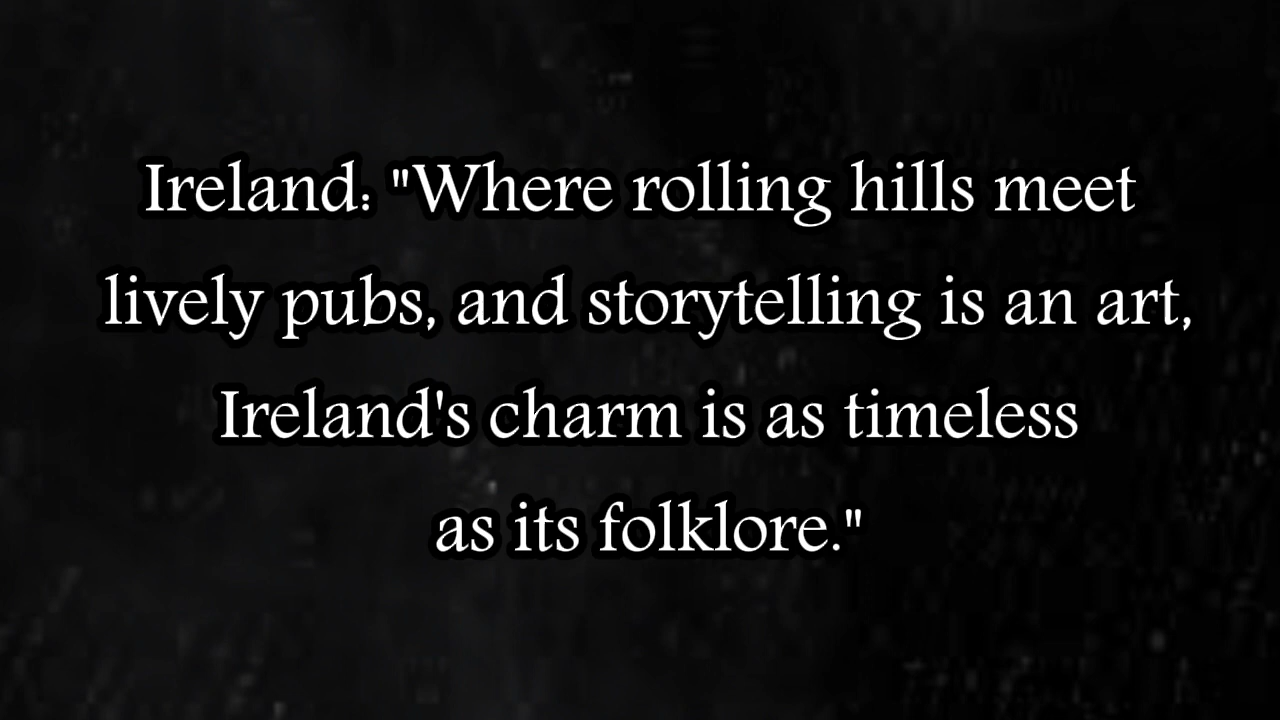 Ireland: "Where rolling hills meet
lively pubs, and storytelling is an art,
Ireland's charm is as timeless
as its folklore."